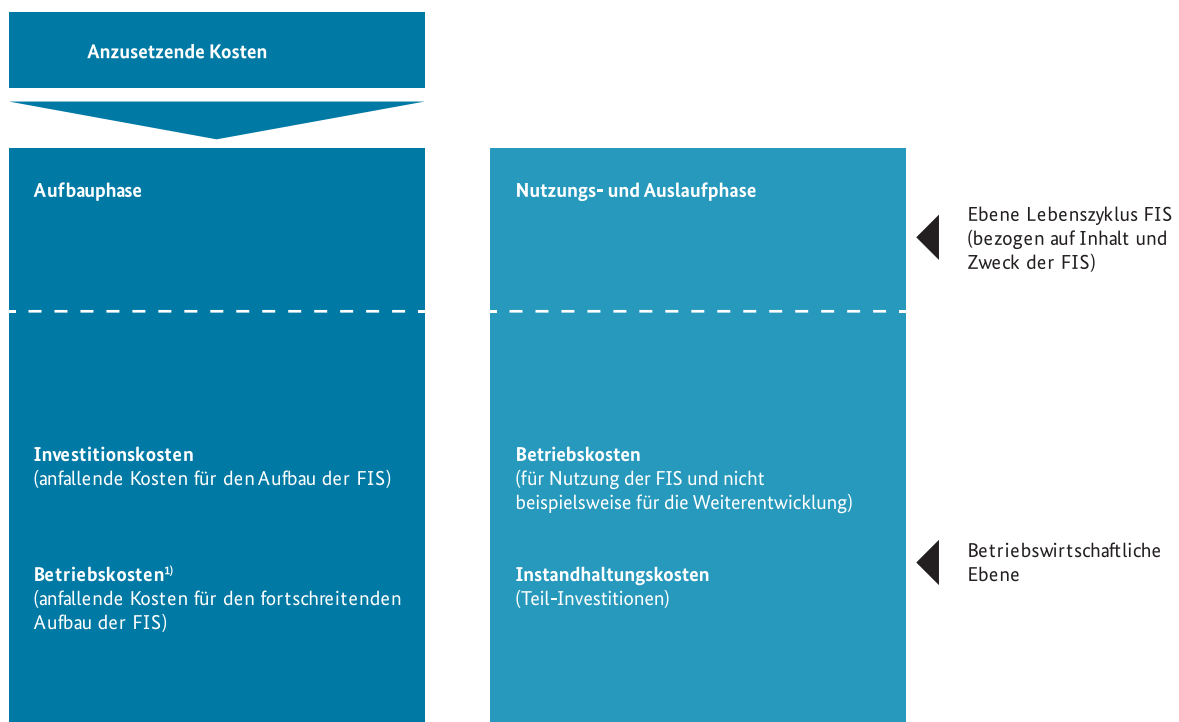 Anzusetzende Kosten
Aufbauphase
Investitionskosten
(anfallende Kosten für den Aufbau der FIS)
Betriebskosten1)
(anfallende Kosten für den fortschreitenden
Aufbau der FIS)
Nutzungs- und Auslaufphase
Betriebskosten
(für Nutzung der FIS und nicht
beispielsweise für die Weiterentwicklung)
Instandhaltungskosten
(Teil-Investitionen)
Ebene Lebenszyklus FIS
(bezogen auf Inhalt und
Zweck der FIS)
Betriebswirtschaftliche
Ebene